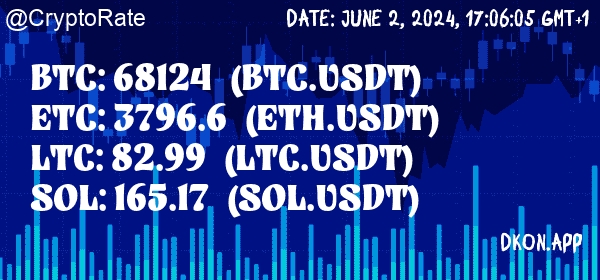 @CryptoRate
DATE: JUNE 2, 2024, 17:06:05 GMT+1
BTC: 68124 (BTC.USDT)
ETC: 3796.6 (ETH.USDT)
LTC: 82.99 (LTC.USDT)
SOL: 165.17 (SOL.USDT)
DKON.APP